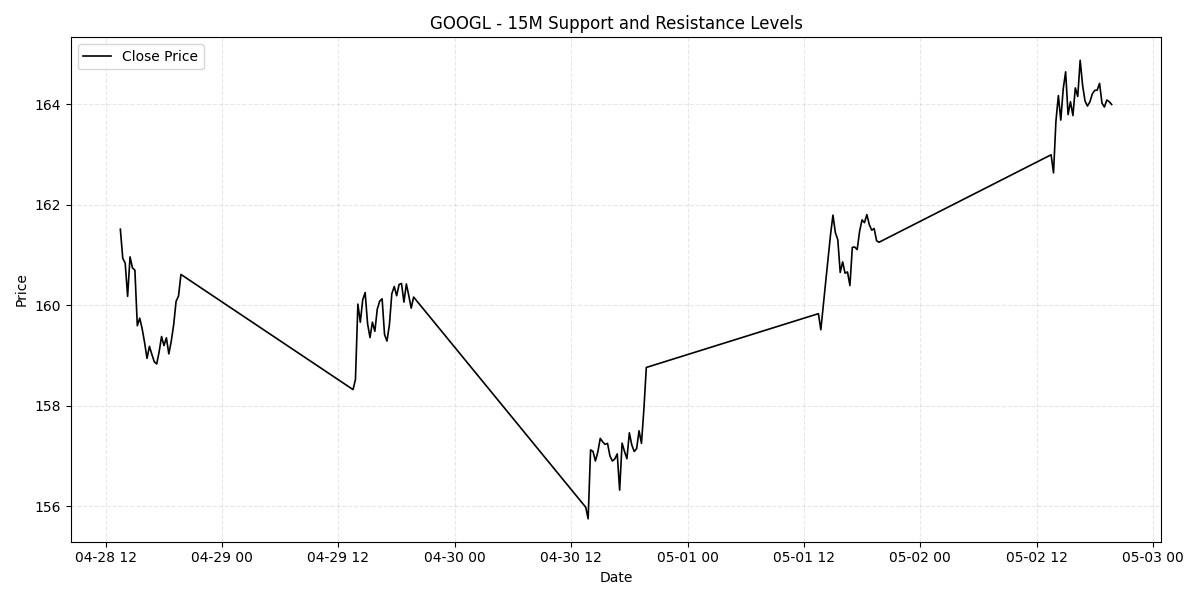 GOOGL - 15M Support and Resistance Levels
Close Price
Price
164
162
160
158
156
04-28 12 04-29 00 04-29 12 04-30 00 04-30 12 05-01 00 05-01 12 05-02 00 05-02 12 05-03 00
Date